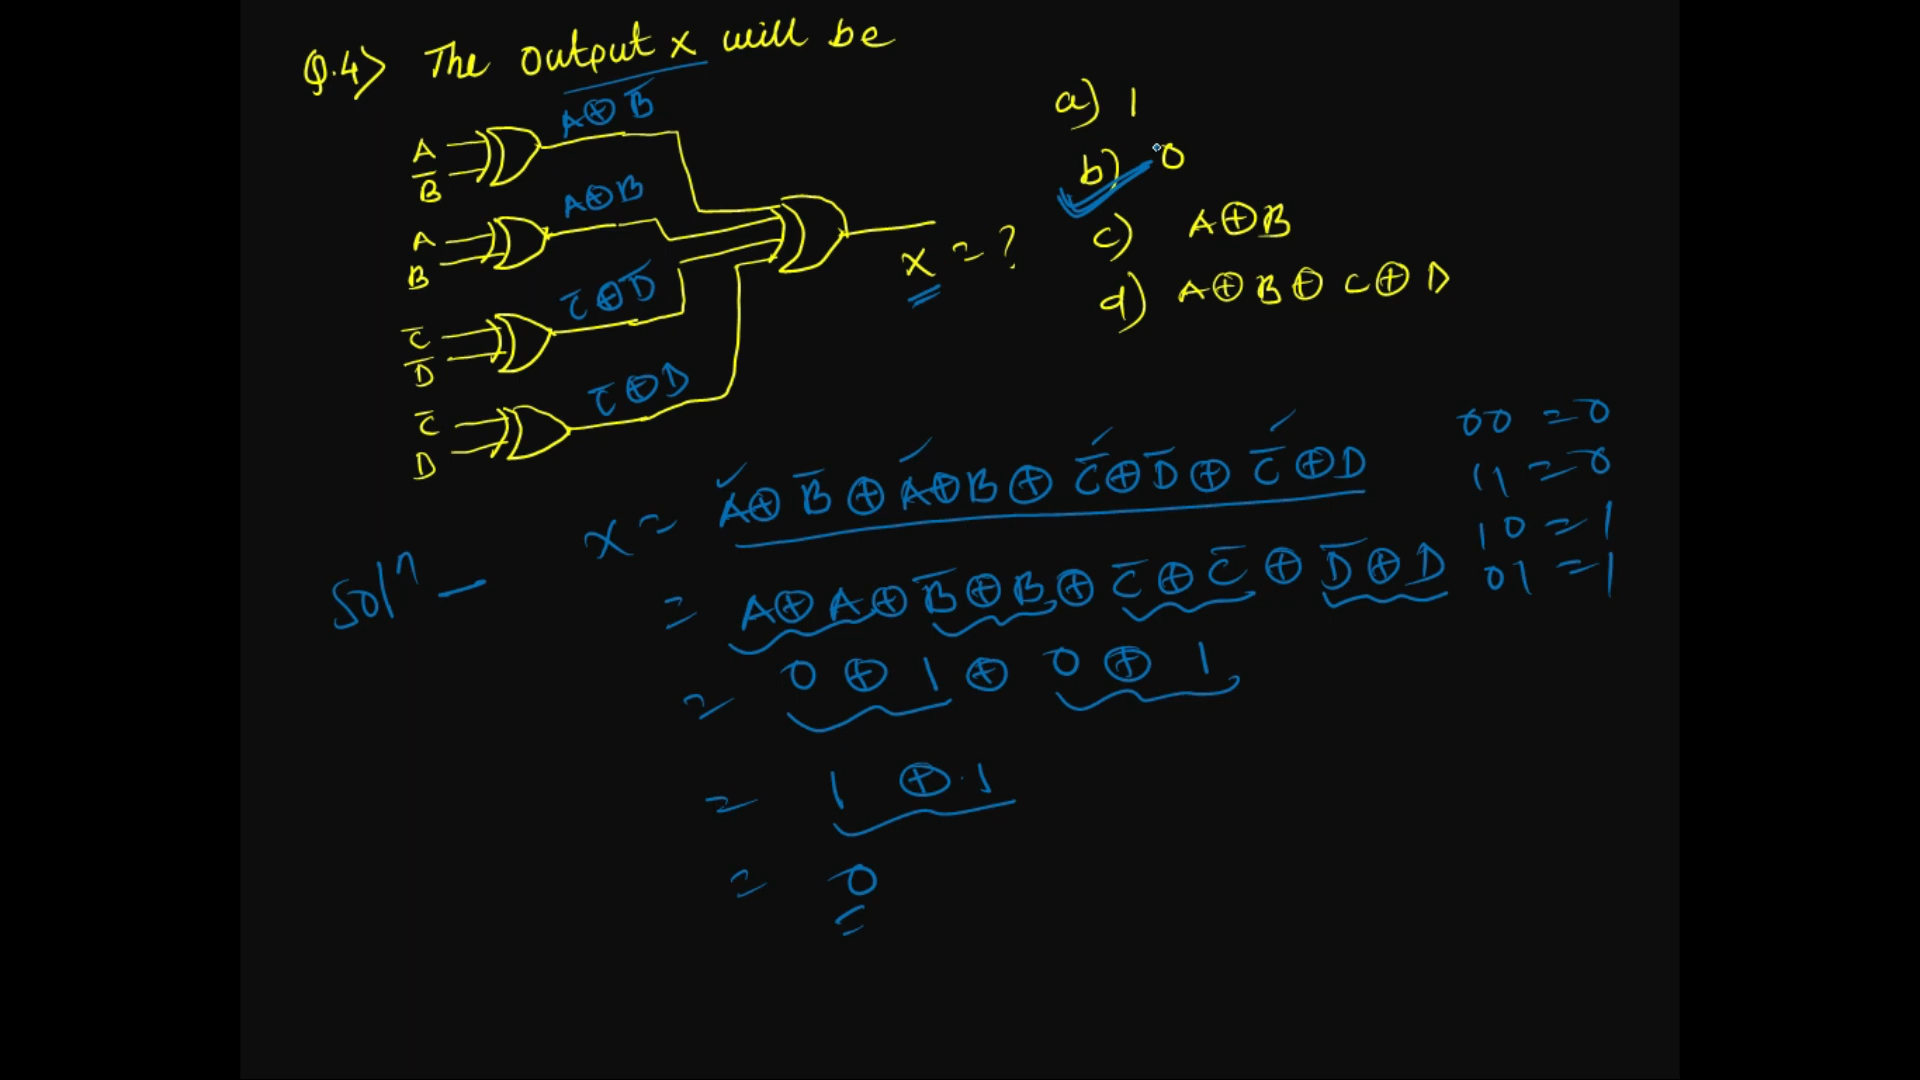 Q.4> The output x will be
A⊕B̅
A
B̅
A⊕B
A
B
C̅⊕D̅
C̅
D̅
C̅⊕D
C̅
D
x = ?
a) 1
b) 0
c) A⊕B
d) A⊕B⊕C⊕D
Solⁿ –
x = A⊕B̅⊕A⊕B⊕C̅⊕D̅⊕C̅⊕D
= A⊕A⊕B̅⊕B⊕C̅⊕C̅⊕D̅⊕D
= 0⊕1⊕0⊕1
= 1⊕1
= 0
00 = 0
11 = 0
10 = 1
01 = 1